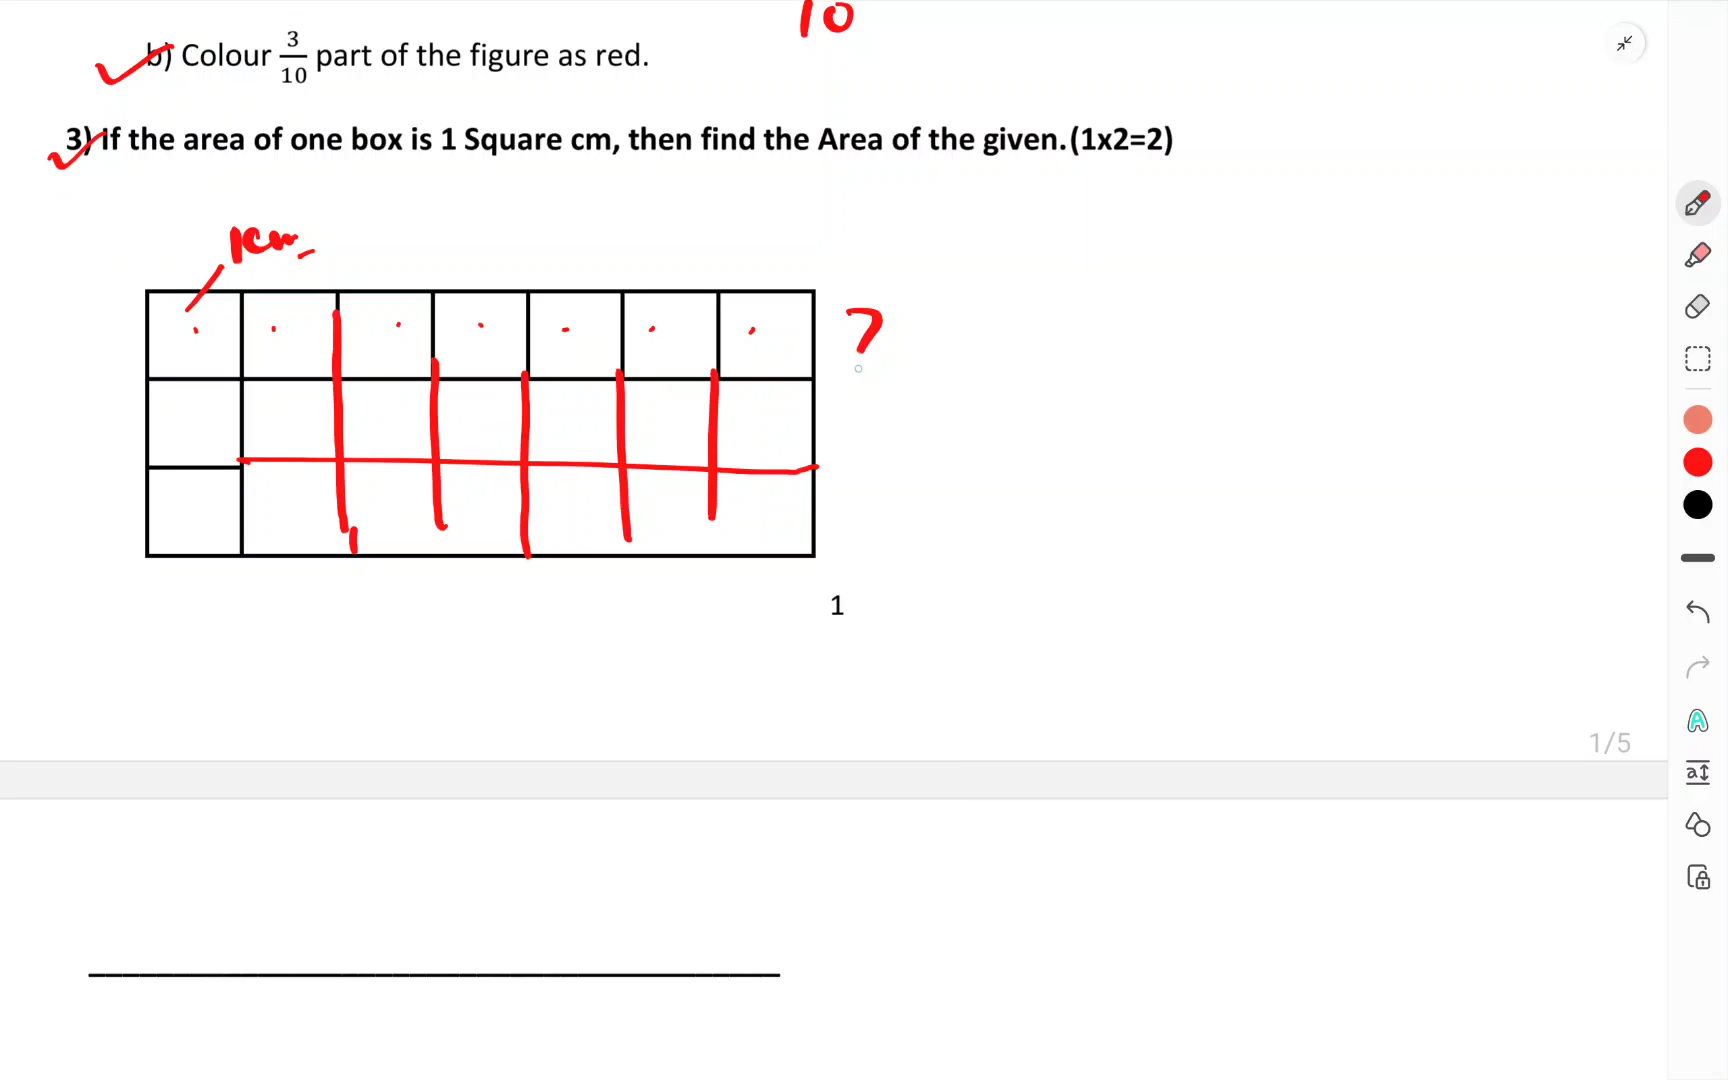 10
b) Colour 3/10 part of the figure as red.
3) If the area of one box is 1 Square cm, then find the Area of the given.(1x2=2)
1cm
7
1
1/5